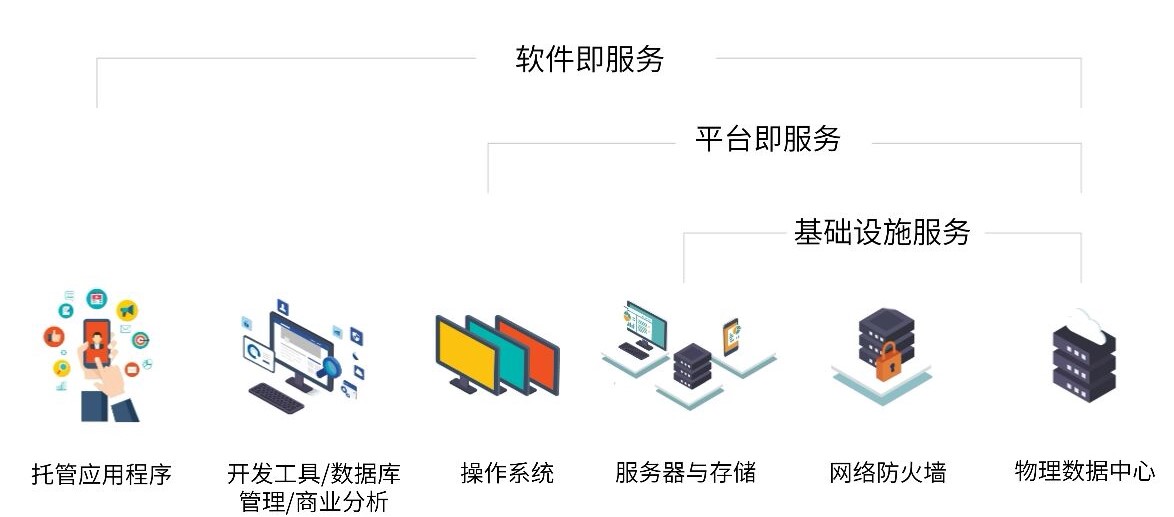 软件即服务
平台即服务
基础设施服务
托管应用程序
开发工具/数据库
管理/商业分析
操作系统
服务器与存储
网络防火墙
物理数据中心